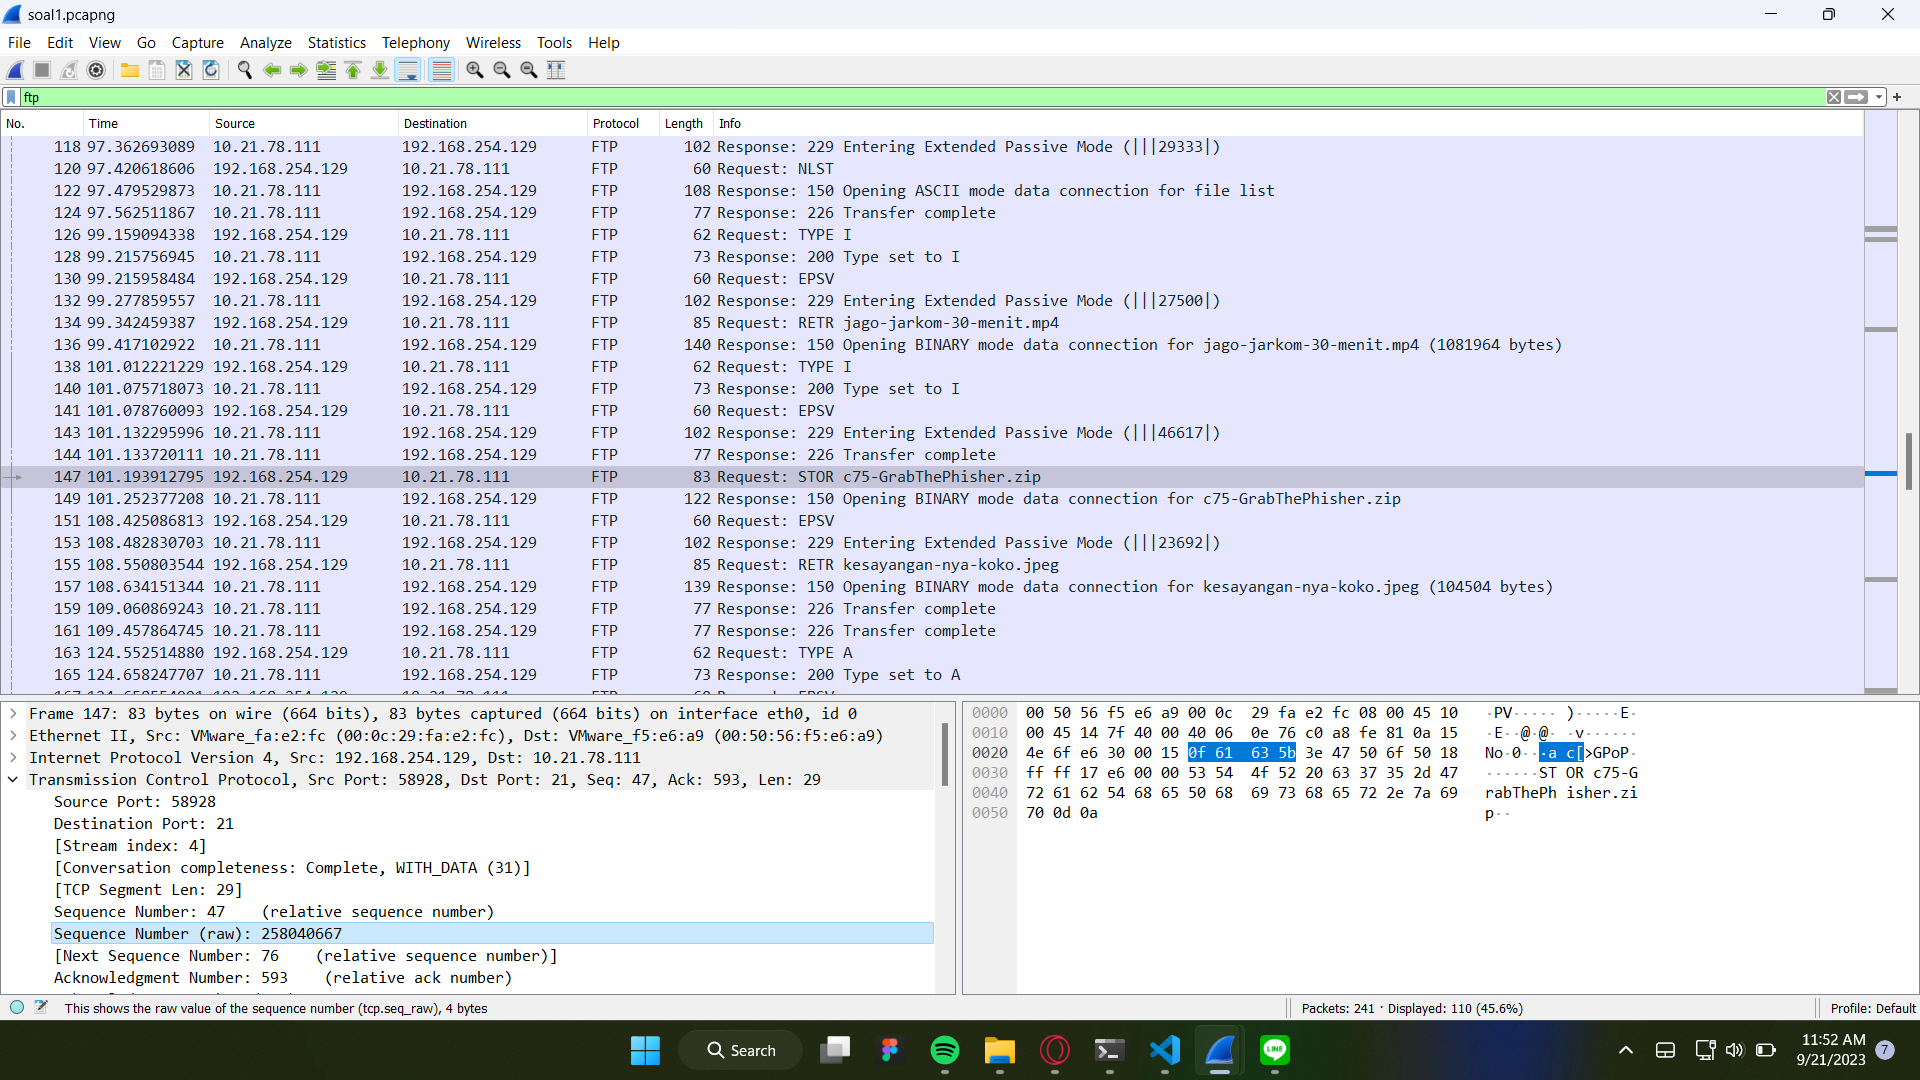 soal1.pcapng
File Edit View Go Capture Analyze Statistics Telephony Wireless Tools Help
ftp
No. Time Source Destination Protocol Length Info
118 97.362693089 10.21.78.111 192.168.254.129 FTP 102 Response: 229 Entering Extended Passive Mode (|||29333|)
120 97.420618606 192.168.254.129 10.21.78.111 FTP 60 Request: NLST
122 97.479529873 10.21.78.111 192.168.254.129 FTP 108 Response: 150 Opening ASCII mode data connection for file list
124 97.562511867 10.21.78.111 192.168.254.129 FTP 77 Response: 226 Transfer complete
126 99.159094338 192.168.254.129 10.21.78.111 FTP 62 Request: TYPE I
128 99.215756945 10.21.78.111 192.168.254.129 FTP 73 Response: 200 Type set to I
130 99.215958484 192.168.254.129 10.21.78.111 FTP 60 Request: EPSV
132 99.277859557 10.21.78.111 192.168.254.129 FTP 102 Response: 229 Entering Extended Passive Mode (|||27500|)
134 99.342459387 192.168.254.129 10.21.78.111 FTP 85 Request: RETR jago-jarkom-30-menit.mp4
136 99.417102922 10.21.78.111 192.168.254.129 FTP 140 Response: 150 Opening BINARY mode data connection for jago-jarkom-30-menit.mp4 (1081964 bytes)
138 101.012221229 192.168.254.129 10.21.78.111 FTP 62 Request: TYPE I
140 101.075718073 10.21.78.111 192.168.254.129 FTP 73 Response: 200 Type set to I
141 101.078760093 192.168.254.129 10.21.78.111 FTP 60 Request: EPSV
143 101.132295996 10.21.78.111 192.168.254.129 FTP 102 Response: 229 Entering Extended Passive Mode (|||46617|)
144 101.133720111 10.21.78.111 192.168.254.129 FTP 77 Response: 226 Transfer complete
147 101.193912795 192.168.254.129 10.21.78.111 FTP 83 Request: STOR c75-GrabThePhisher.zip
149 101.252377208 10.21.78.111 192.168.254.129 FTP 122 Response: 150 Opening BINARY mode data connection for c75-GrabThePhisher.zip
151 108.425086813 192.168.254.129 10.21.78.111 FTP 60 Request: EPSV
153 108.482830703 10.21.78.111 192.168.254.129 FTP 102 Response: 229 Entering Extended Passive Mode (|||23692|)
155 108.550803544 192.168.254.129 10.21.78.111 FTP 85 Request: RETR kesayangan-nya-koko.jpeg
157 108.634151344 10.21.78.111 192.168.254.129 FTP 139 Response: 150 Opening BINARY mode data connection for kesayangan-nya-koko.jpeg (104504 bytes)
159 109.060869243 10.21.78.111 192.168.254.129 FTP 77 Response: 226 Transfer complete
161 109.457864745 10.21.78.111 192.168.254.129 FTP 77 Response: 226 Transfer complete
163 124.552514880 192.168.254.129 10.21.78.111 FTP 62 Request: TYPE A
165 124.658247707 10.21.78.111 192.168.254.129 FTP 73 Response: 200 Type set to A
Frame 147: 83 bytes on wire (664 bits), 83 bytes captured (664 bits) on interface eth0, id 0
Ethernet II, Src: VMware_fa:e2:fc (00:0c:29:fa:e2:fc), Dst: VMware_f5:e6:a9 (00:50:56:f5:e6:a9)
Internet Protocol Version 4, Src: 192.168.254.129, Dst: 10.21.78.111
Transmission Control Protocol, Src Port: 58928, Dst Port: 21, Seq: 47, Ack: 593, Len: 29
Source Port: 58928
Destination Port: 21
[Stream index: 4]
[Conversation completeness: Complete, WITH_DATA (31)]
[TCP Segment Len: 29]
Sequence Number: 47 (relative sequence number)
Sequence Number (raw): 258040667
[Next Sequence Number: 76 (relative sequence number)]
Acknowledgment Number: 593 (relative ack number)
0000 00 50 56 f5 e6 a9 00 0c 29 fa e2 fc 08 00 45 10 ·PV····· )·····E·
0010 00 45 14 7f 40 00 40 06 0e 76 c0 a8 fe 81 0a 15 ·E··@·@· ·v······
0020 4e 6f e6 30 00 15 0f 61 63 5b 3e 47 50 6f 50 18 No·0···a c[>GPoP·
0030 ff ff 17 e6 00 00 53 54 4f 52 20 63 37 35 2d 47 ······ST OR c75-G
0040 72 61 62 54 68 65 50 68 69 73 68 65 72 2e 7a 69 rabThePh isher.zi
0050 70 0d 0a p··
This shows the raw value of the sequence number (tcp.seq_raw), 4 bytes
Packets: 241 · Displayed: 110 (45.6%)
Profile: Default
Search
LINE
11:52 AM
9/21/2023
7